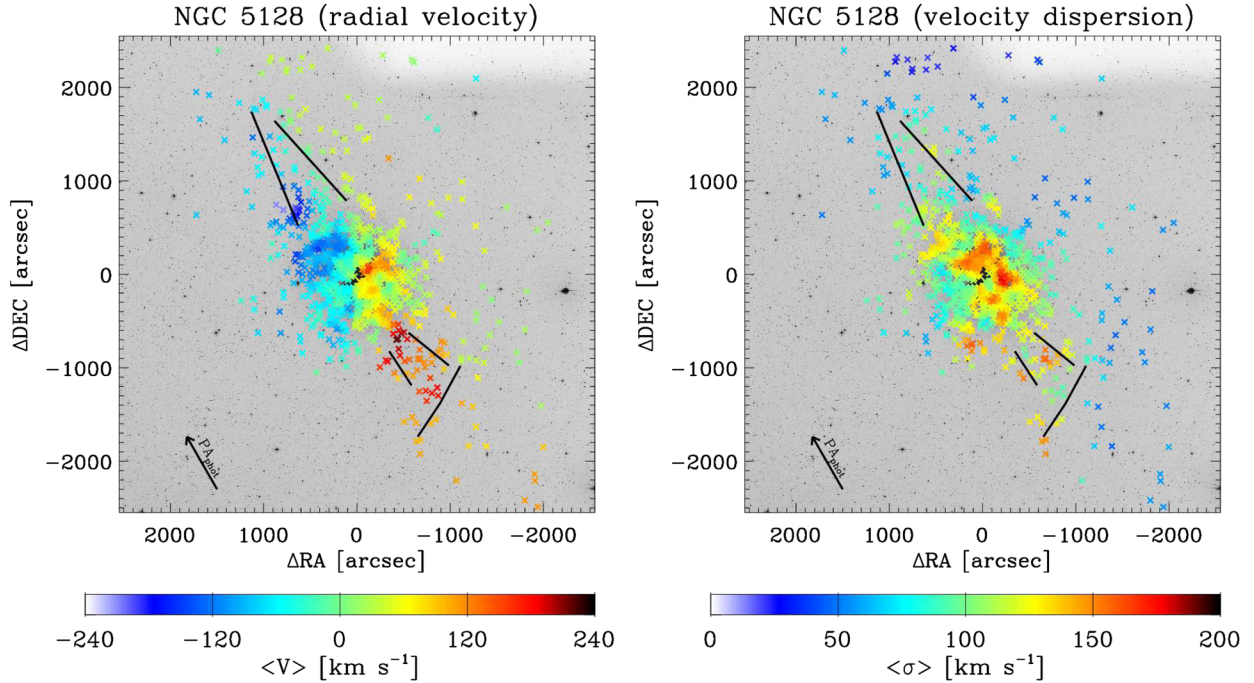 NGC 5128 (radial velocity)
NGC 5128 (velocity dispersion)
ΔDEC [arcsec]
2000
1000
0
−1000
−2000
PAphot
2000 1000 0 −1000 −2000
ΔRA [arcsec]
ΔDEC [arcsec]
2000
1000
0
−1000
−2000
PAphot
2000 1000 0 −1000 −2000
ΔRA [arcsec]
−240 −120 0 120 240
<V> [km s⁻¹]
0 50 100 150 200
<σ> [km s⁻¹]